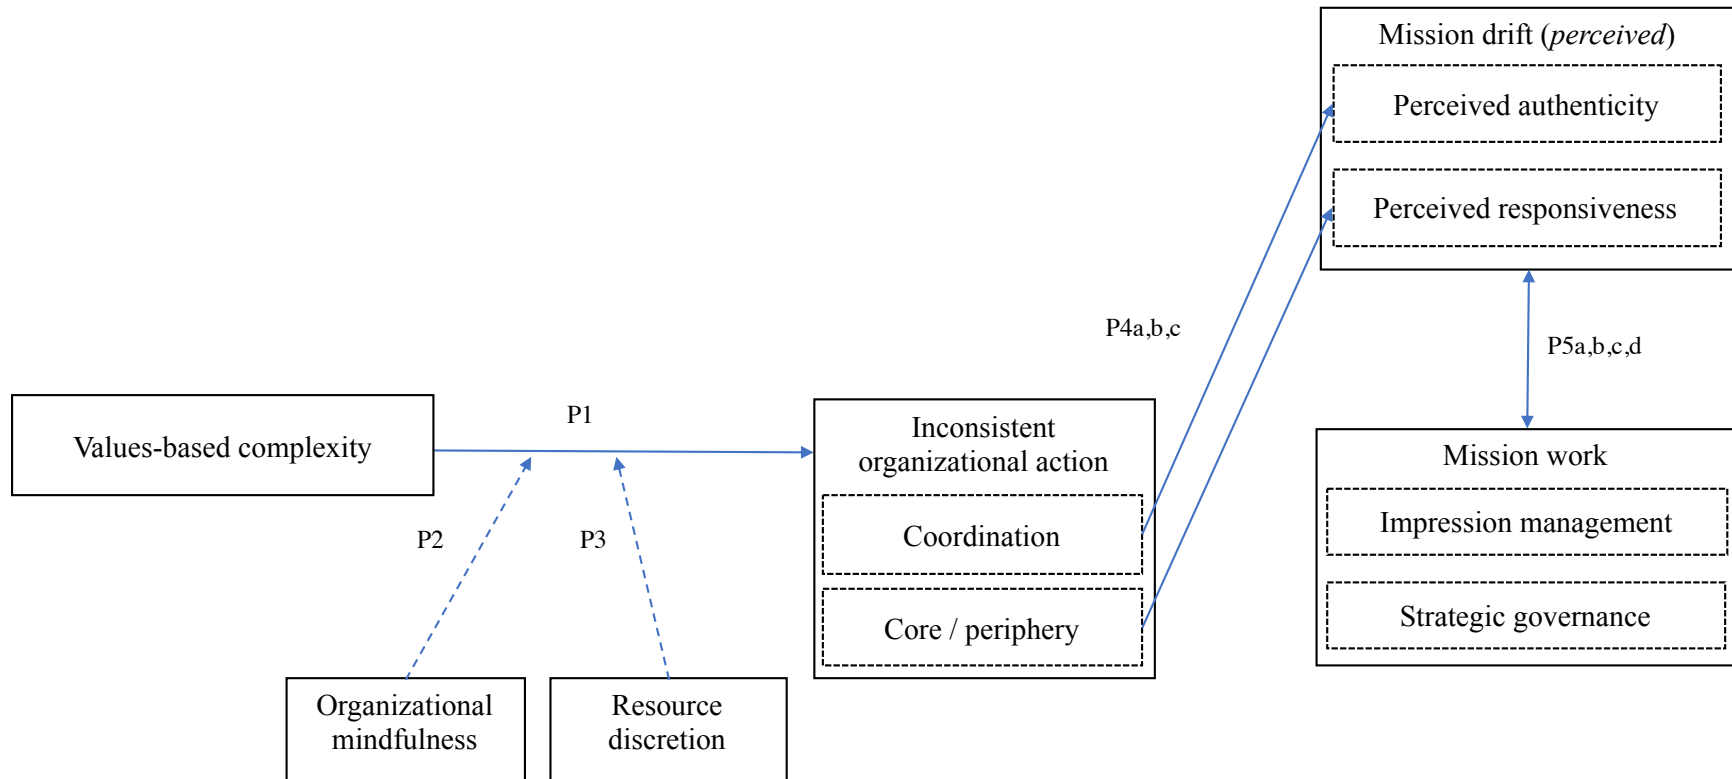 Mission drift (perceived)
Perceived authenticity
Perceived responsiveness
P4a,b,c
P5a,b,c,d
Values-based complexity
P1
Inconsistent
organizational action
Coordination
Core / periphery
Mission work
Impression management
Strategic governance
P2
P3
Organizational
mindfulness
Resource
discretion